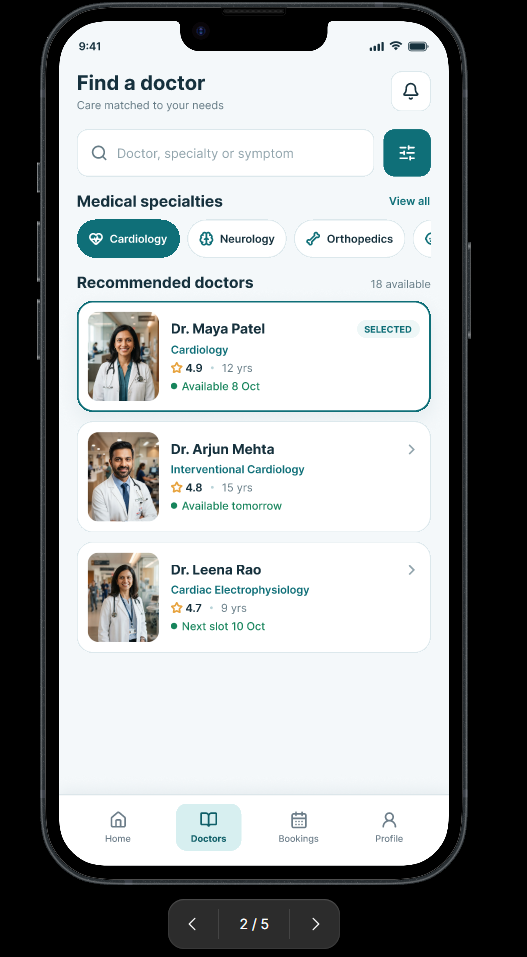 9:41
Find a doctor
Care matched to your needs
Doctor, specialty or symptom
Medical specialties
View all
Cardiology
Neurology
Orthopedics
Recommended doctors
18 available
Dr. Maya Patel
SELECTED
Cardiology
4.9 • 12 yrs
Available 8 Oct
Dr. Arjun Mehta
Interventional Cardiology
4.8 • 15 yrs
Available tomorrow
Dr. Leena Rao
Cardiac Electrophysiology
4.7 • 9 yrs
Next slot 10 Oct
Home
Doctors
Bookings
Profile
2 / 5